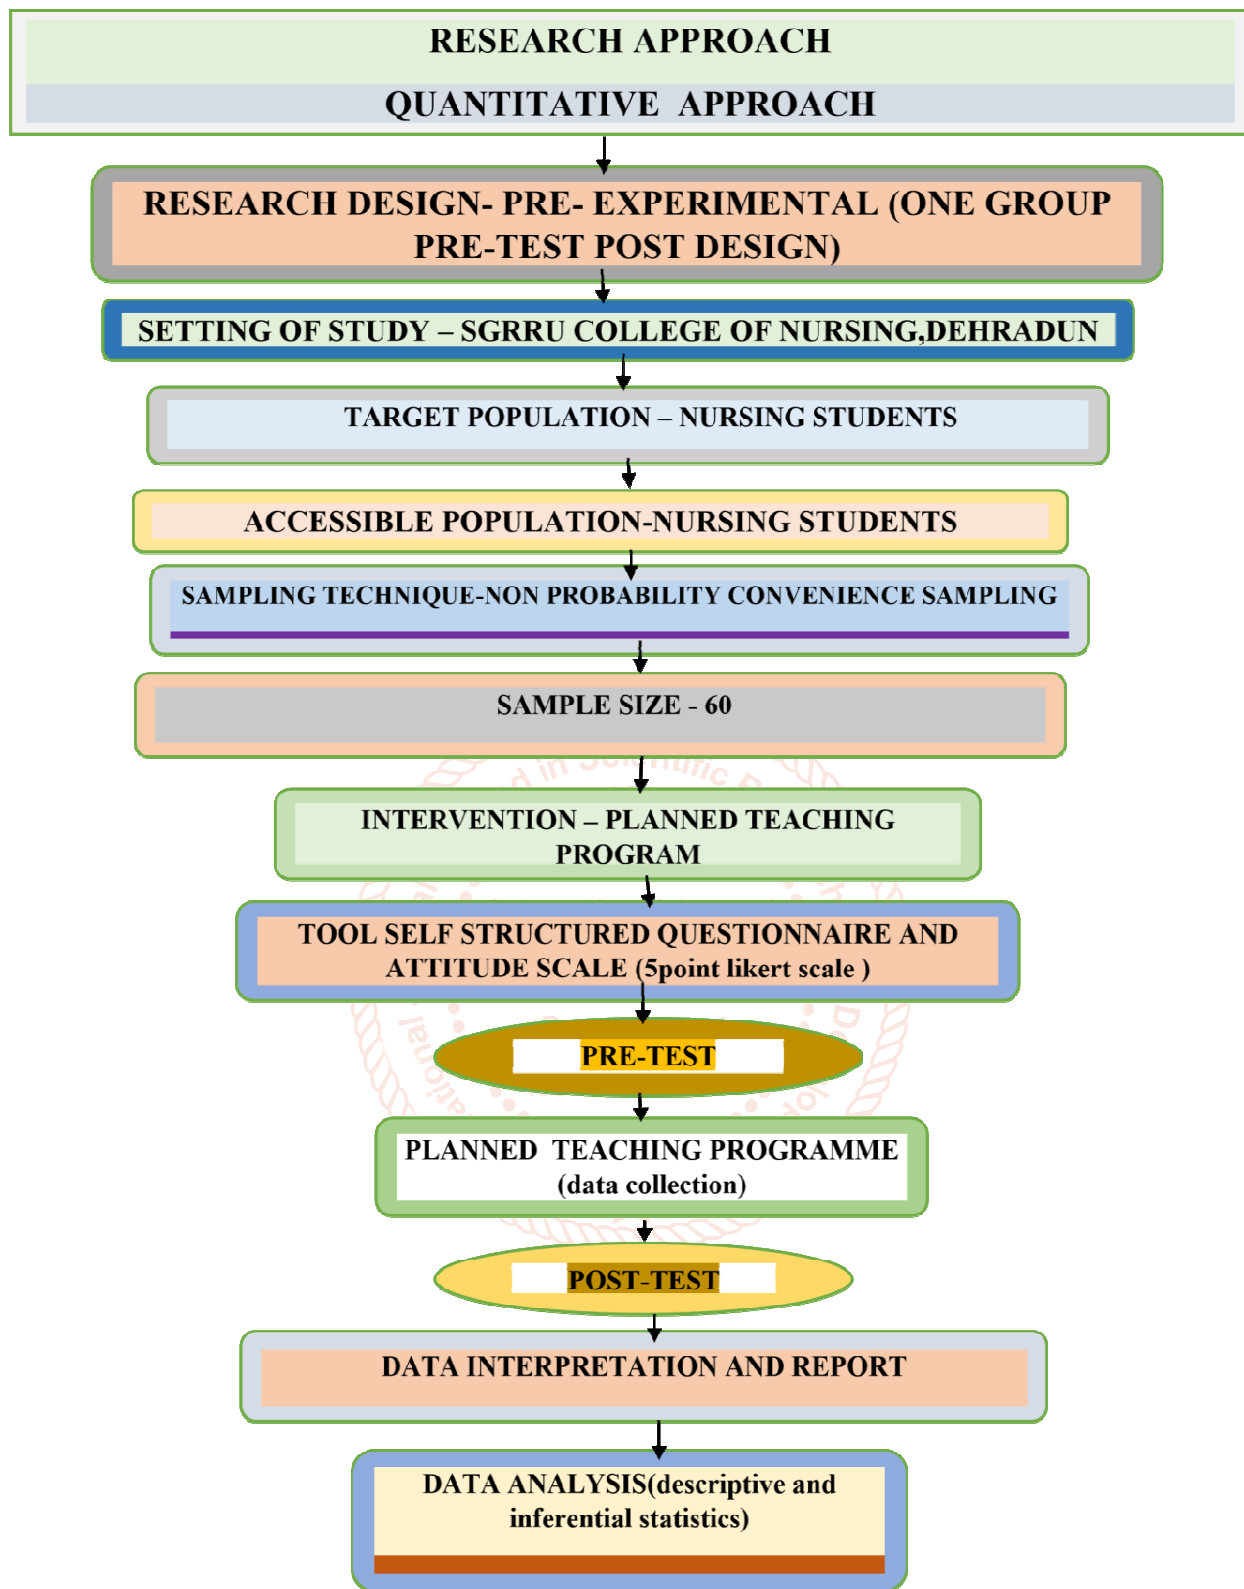 RESEARCH APPROACH
QUANTITATIVE APPROACH
RESEARCH DESIGN- PRE- EXPERIMENTAL (ONE GROUP
PRE-TEST POST DESIGN)
SETTING OF STUDY – SGRRU COLLEGE OF NURSING,DEHRADUN
TARGET POPULATION – NURSING STUDENTS
ACCESSIBLE POPULATION-NURSING STUDENTS
SAMPLING TECHNIQUE-NON PROBABILITY CONVENIENCE SAMPLING
SAMPLE SIZE - 60
in Scientific
INTERVENTION – PLANNED TEACHING
PROGRAM
TOOL SELF STRUCTURED QUESTIONNAIRE AND
ATTITUDE SCALE (5point likert scale )
PRE-TEST
PLANNED TEACHING PROGRAMME
(data collection)
POST-TEST
DATA INTERPRETATION AND REPORT
DATA ANALYSIS(descriptive and
inferential statistics)